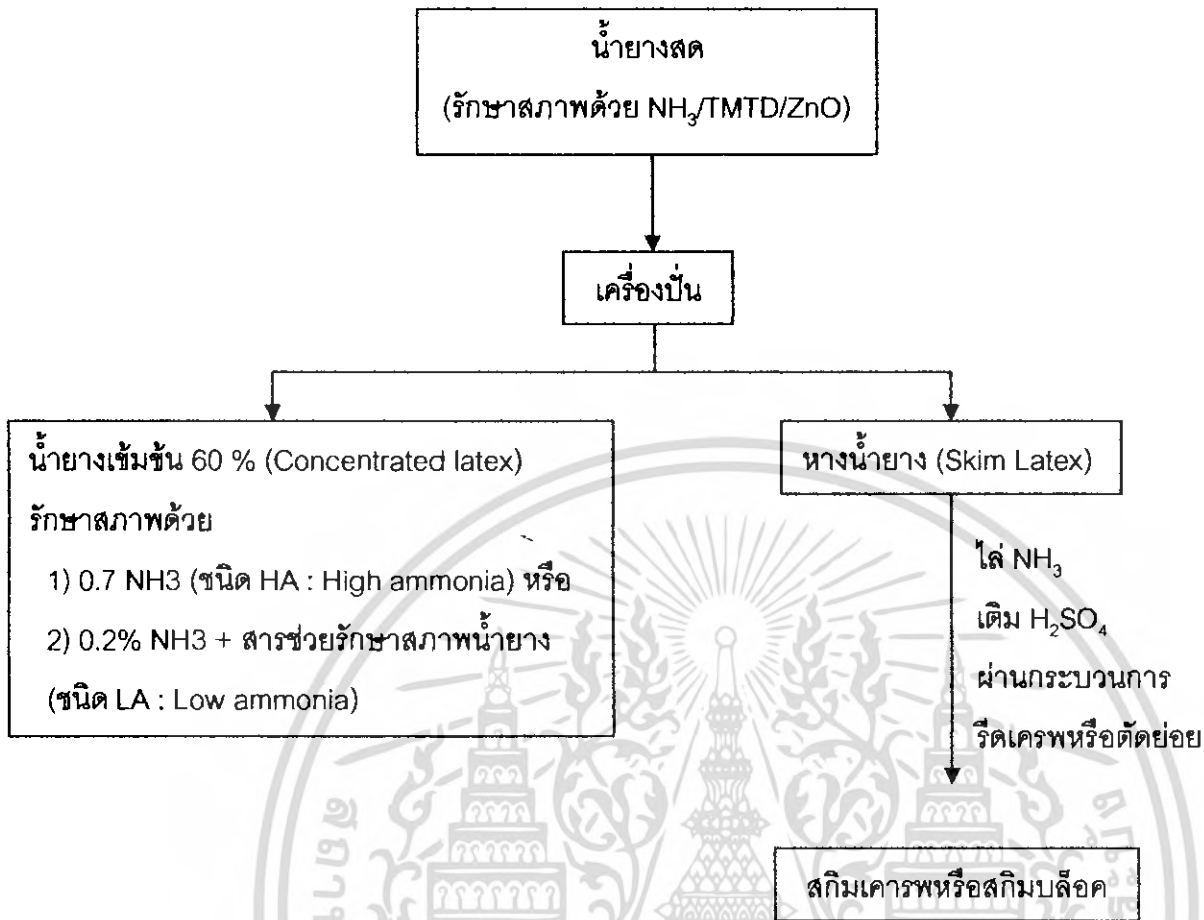 น้ำยางสด
(รักษาสภาพด้วย NH₃/TMTD/ZnO)
เครื่องปั่น
น้ำยางเข้มข้น 60 % (Concentrated latex)
รักษาสภาพด้วย
1) 0.7 NH3 (ชนิด HA : High ammonia) หรือ
2) 0.2% NH3 + สารช่วยรักษาสภาพน้ำยาง
(ชนิด LA : Low ammonia)
หางน้ำยาง (Skim Latex)
ไล่ NH₃
เติม H₂SO₄
ผ่านกระบวนการ
รีดเครพหรือตัดย่อย
สกิมเคารพหรือสกิมบล็อค